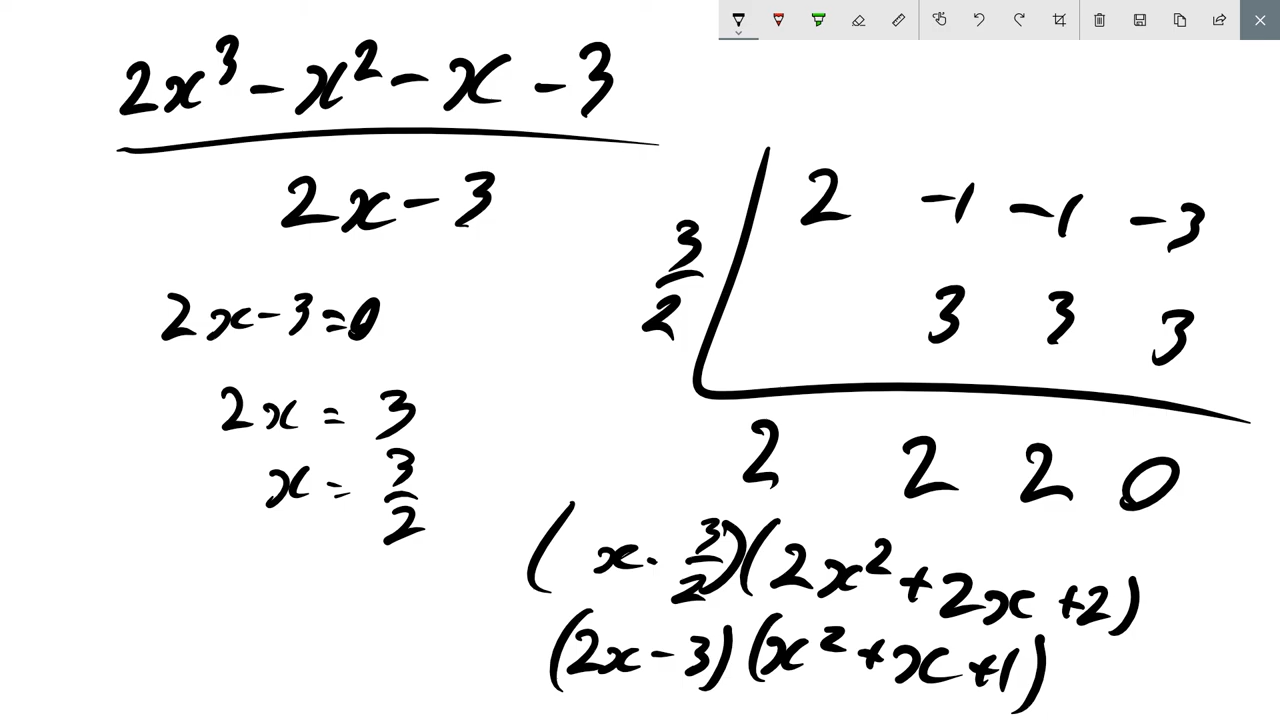 2x³ - x² - x - 3
2x - 3
2x - 3 = 0
2x = 3
x = 3/2
3/2
2 -1 -1 -3
3 3 3
2 2 2 0
(x - 3/2)(2x² + 2x + 2)
(2x - 3)(x² + x + 1)